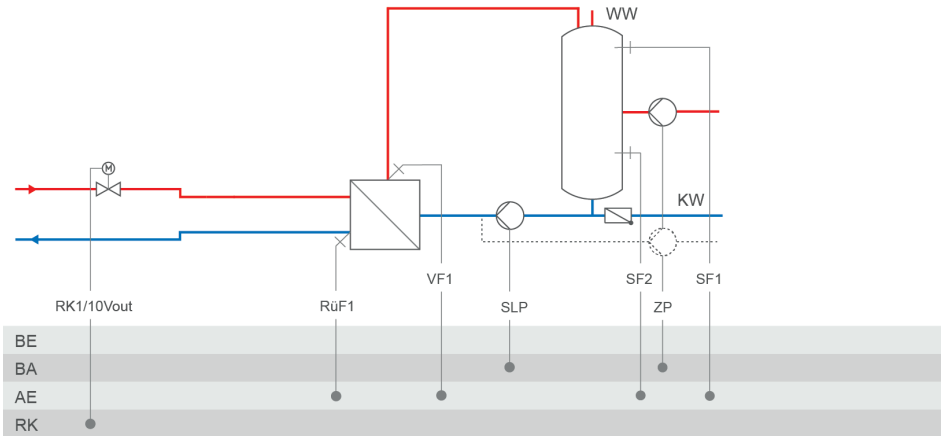 WW
M
KW
VF1
SF2
SF1
RK1/10Vout
RüF1
SLP
ZP
BE
BA
AE
RK